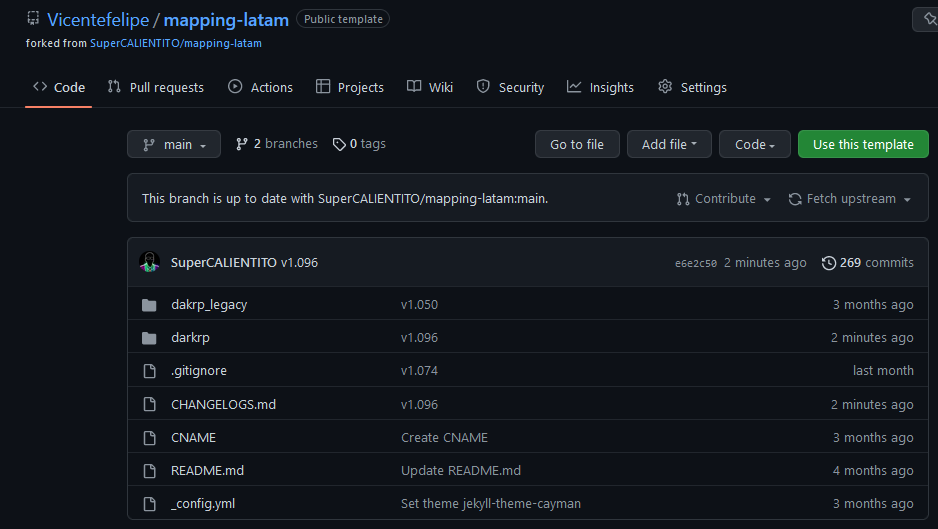 Vicentefelipe / mapping-latam Public template
forked from SuperCALIENTITO/mapping-latam
Code Pull requests Actions Projects Wiki Security Insights Settings
main 2 branches 0 tags Go to file Add file Code Use this template
This branch is up to date with SuperCALIENTITO/mapping-latam:main. Contribute Fetch upstream
SuperCALIENTITO v1.096 e6e2c50 2 minutes ago 269 commits
dakrp_legacy v1.050 3 months ago
darkrp v1.096 2 minutes ago
.gitignore v1.074 last month
CHANGELOGS.md v1.096 2 minutes ago
CNAME Create CNAME 3 months ago
README.md Update README.md 4 months ago
_config.yml Set theme jekyll-theme-cayman 3 months ago